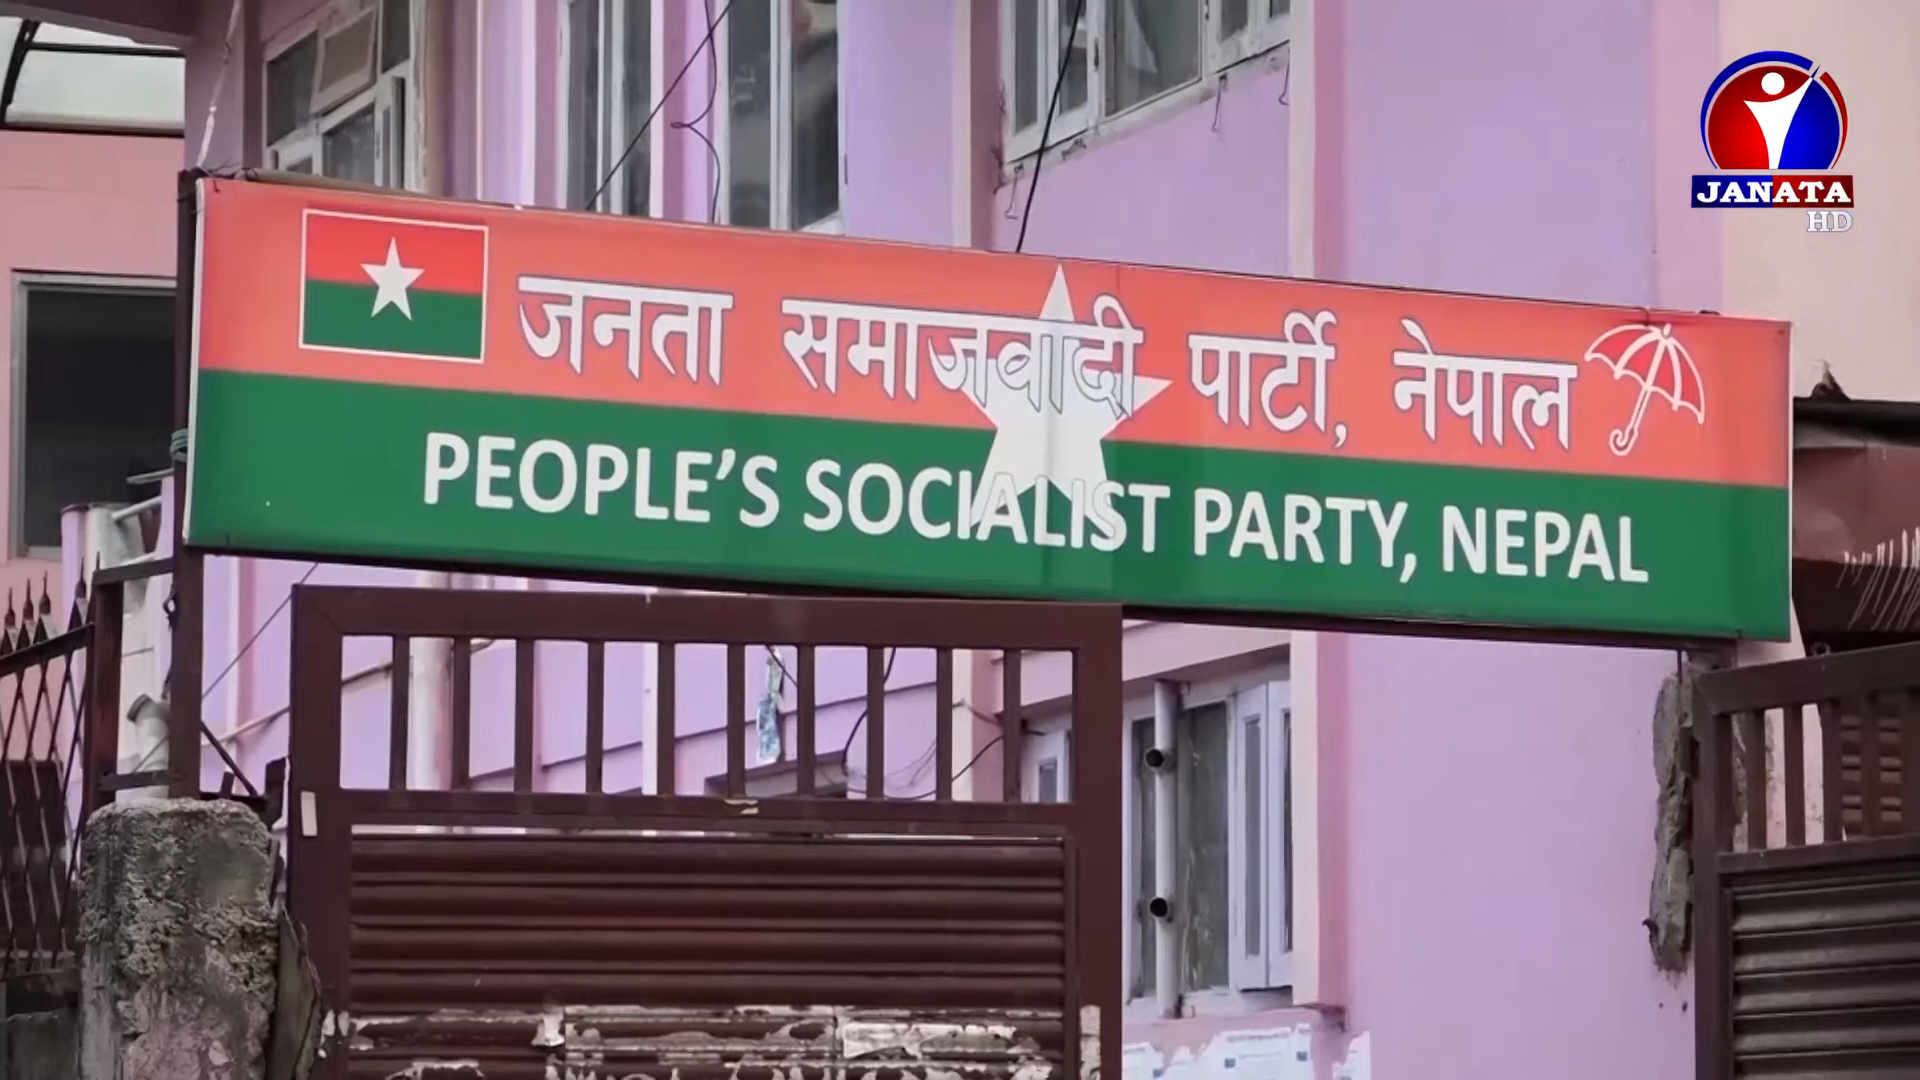 जनता समाजवादी पार्टी, नेपाल
PEOPLE'S SOCIALIST PARTY, NEPAL
JANATA
HD